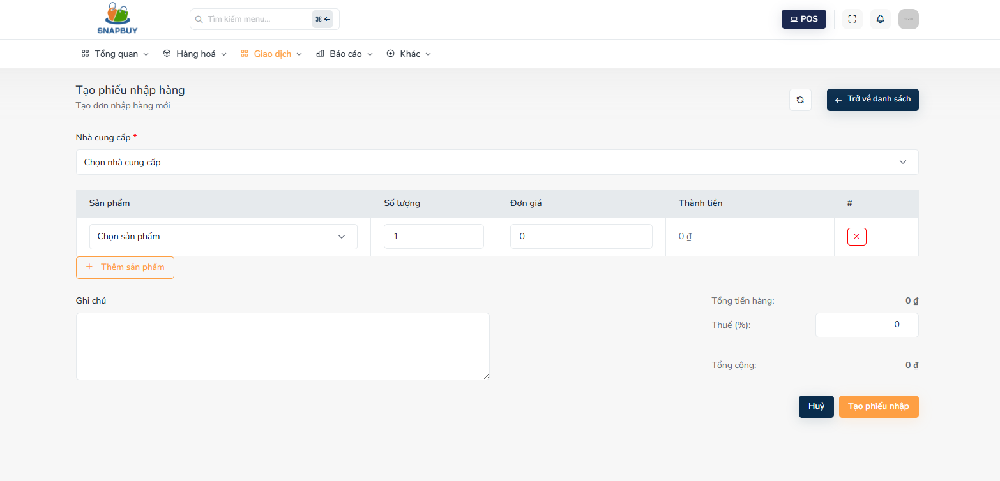 SNAPBUY
Tìm kiếm menu...
⌘ ←
POS
Tổng quan
Hàng hoá
Giao dịch
Báo cáo
Khác
Tạo phiếu nhập hàng
Tạo đơn nhập hàng mới
← Trở về danh sách
Nhà cung cấp *
Chọn nhà cung cấp
Sản phẩm Số lượng Đơn giá Thành tiền #
Chọn sản phẩm 1 0 0 ₫
+ Thêm sản phẩm
Ghi chú
Tổng tiền hàng: 0 ₫
Thuế (%): 0
Tổng cộng: 0 ₫
Huỷ
Tạo phiếu nhập